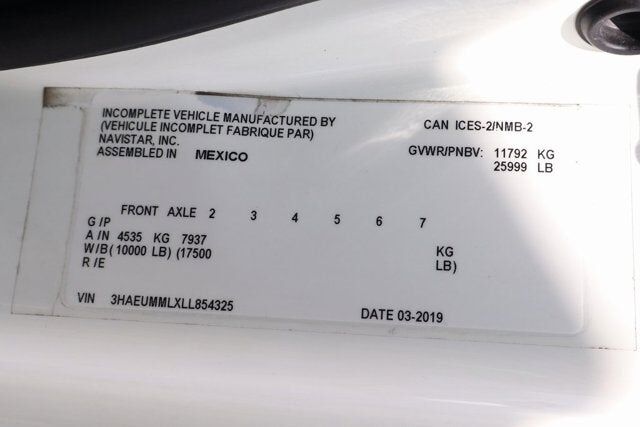 INCOMPLETE VEHICLE MANUFACTURED BY
(VEHICULE INCOMPLET FABRIQUE PAR)
NAVISTAR, INC.
ASSEMBLED IN MEXICO
CAN ICES-2/NMB-2
GVWR/PNBV: 11792 KG
25999 LB
FRONT AXLE 2 3 4 5 6 7
G /P
A / N 4535 KG 7937 KG
W / B ( 10000 LB) (17500 LB)
R / E
VIN 3HAEUMMLXLL854325
DATE 03-2019